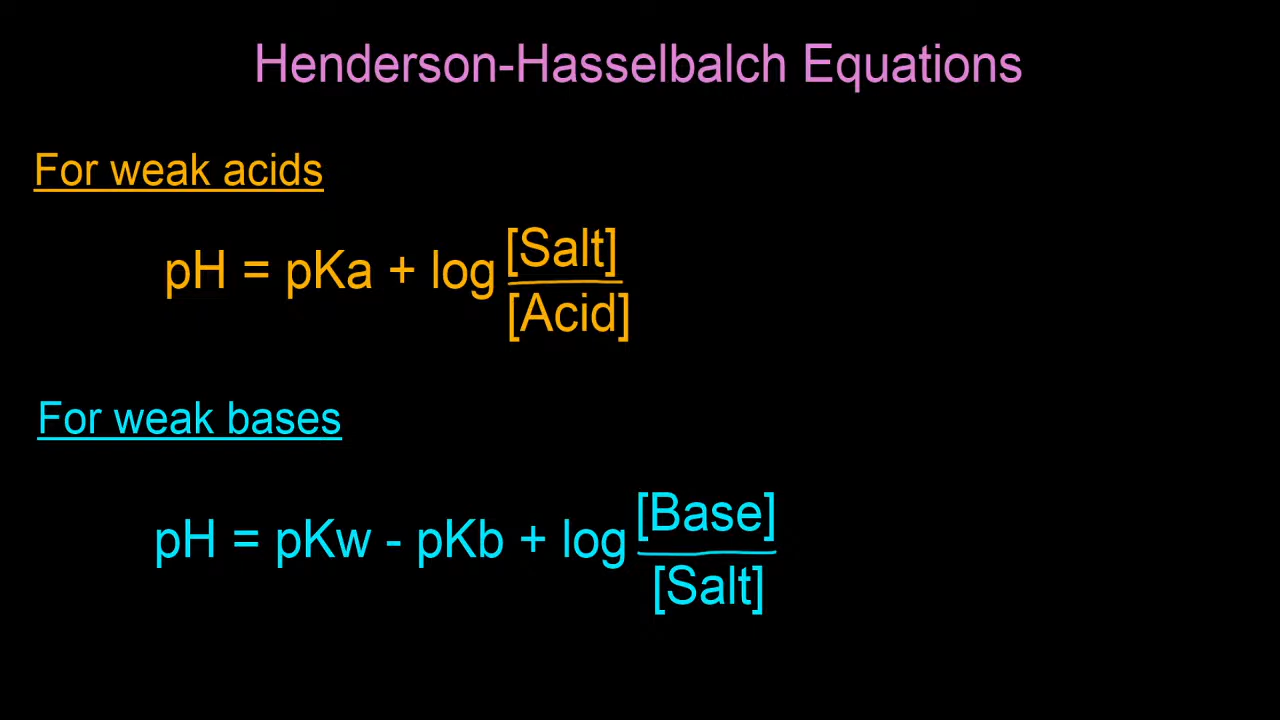 Henderson-Hasselbalch Equations
For weak acids
pH = pKa + log [Salt]
[Acid]
For weak bases
pH = pKw - pKb + log [Base]
[Salt]